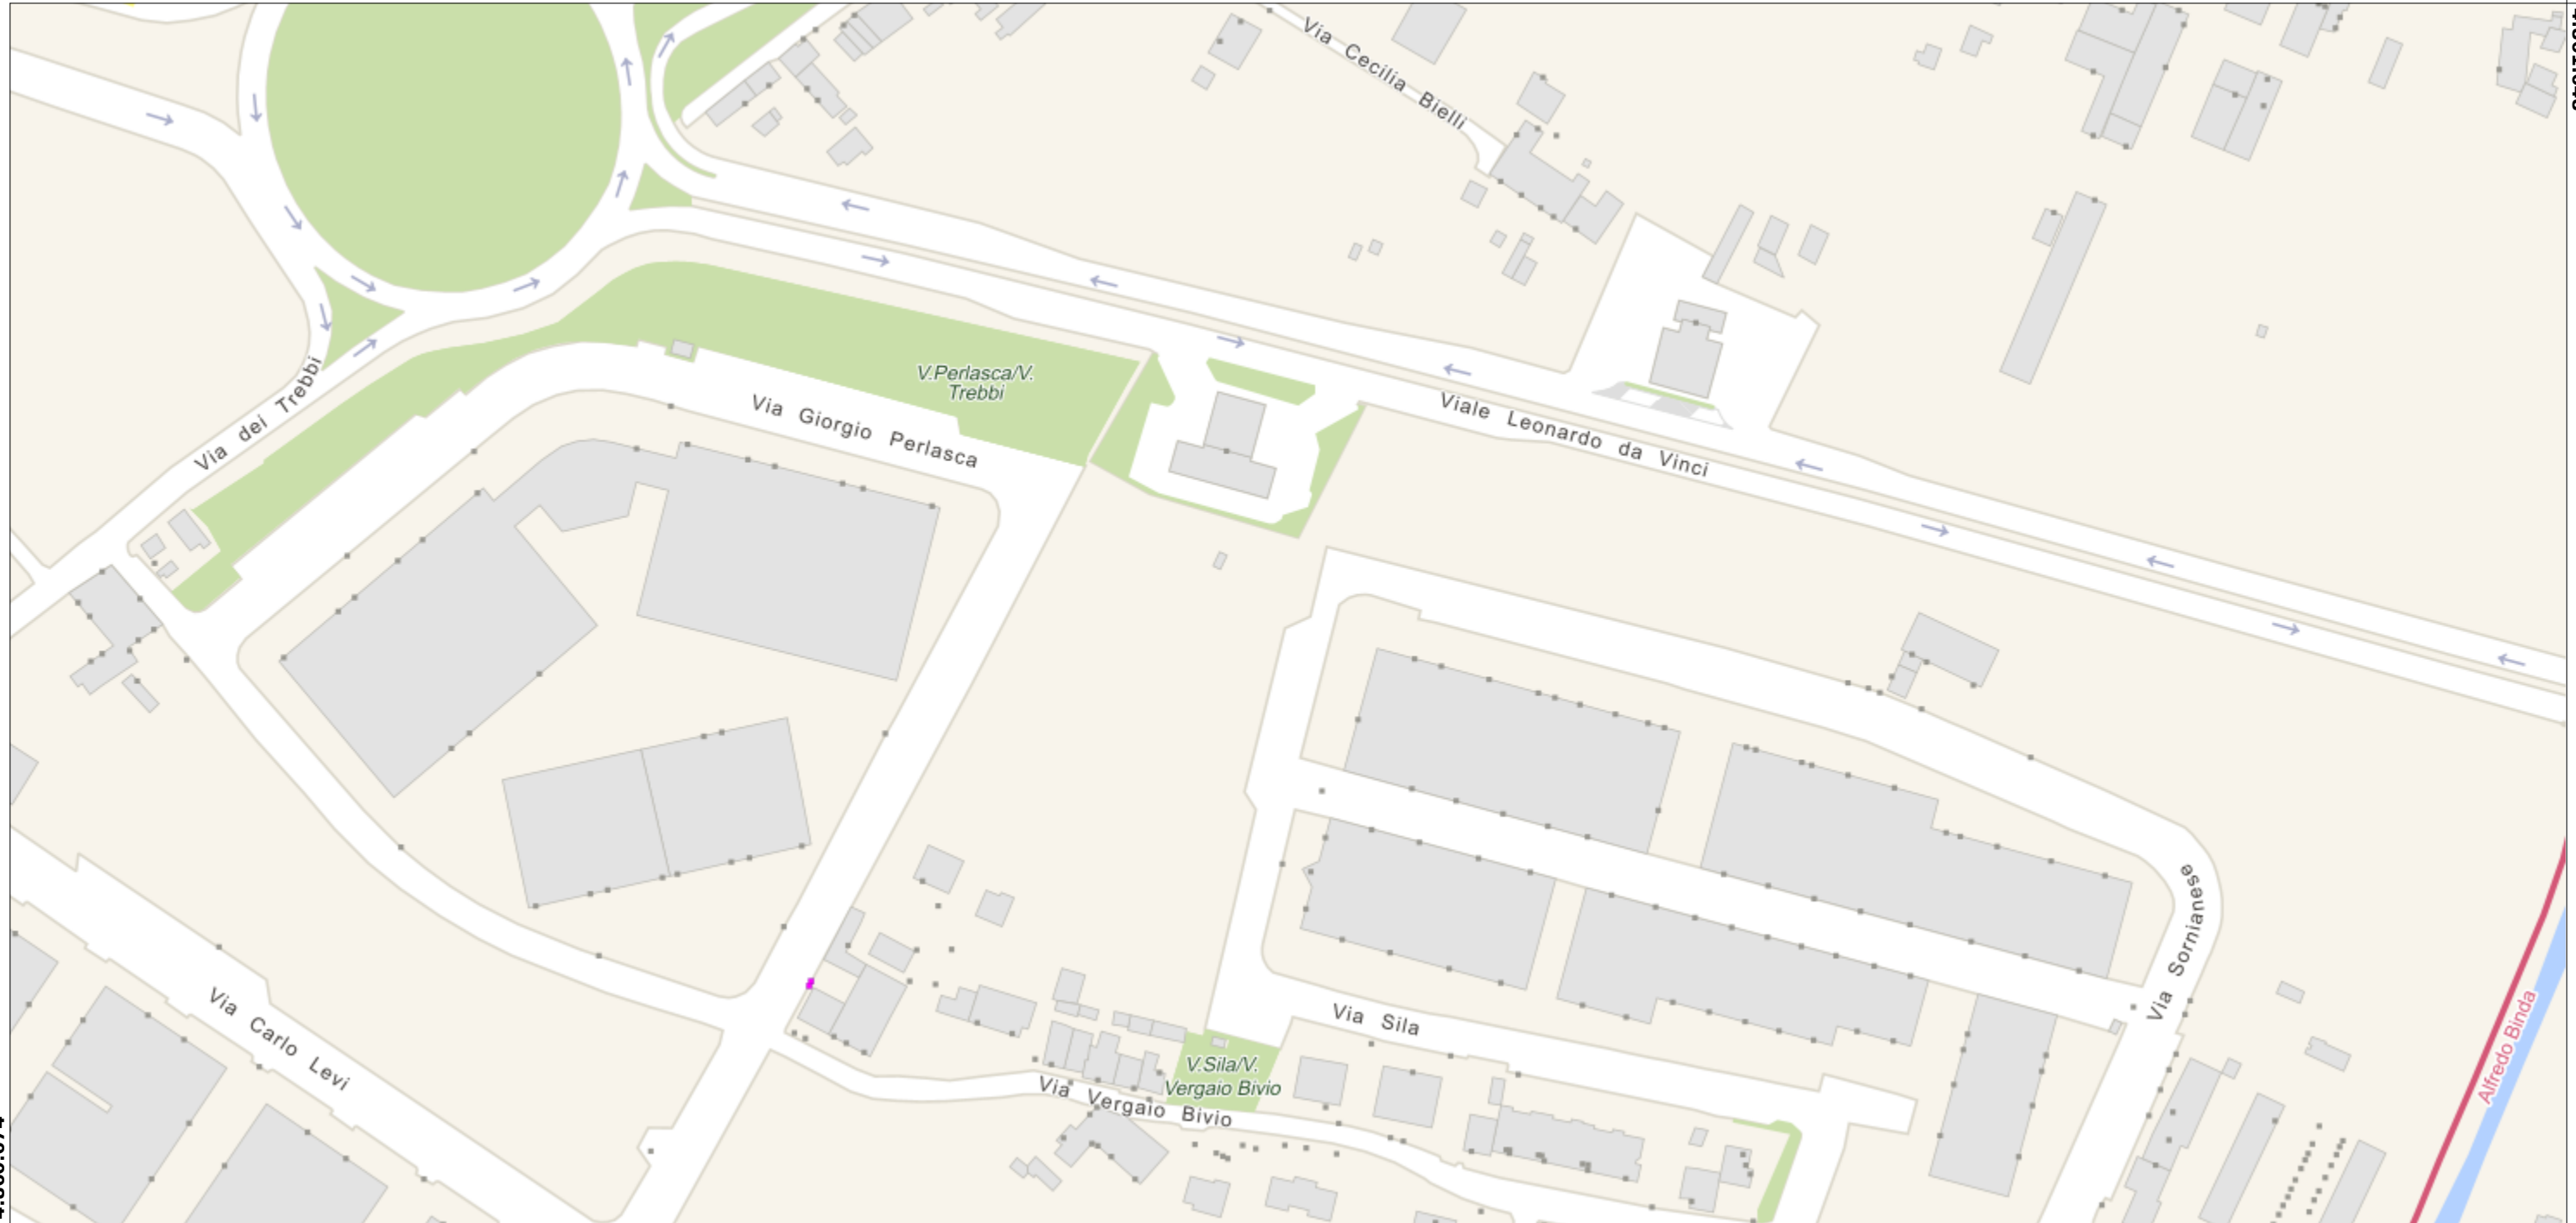 Via Cecilia Bielli
V.Perlasca/V.
Trebbi
Via dei Trebbi
Via Giorgio Perlasca
Viale Leonardo da Vinci
Via Sornianese
Via Carlo Levi
Via Sila
V.Sila/V.
Vergaio Bivio
Via Vergaio Bivio
Alfredo Binda